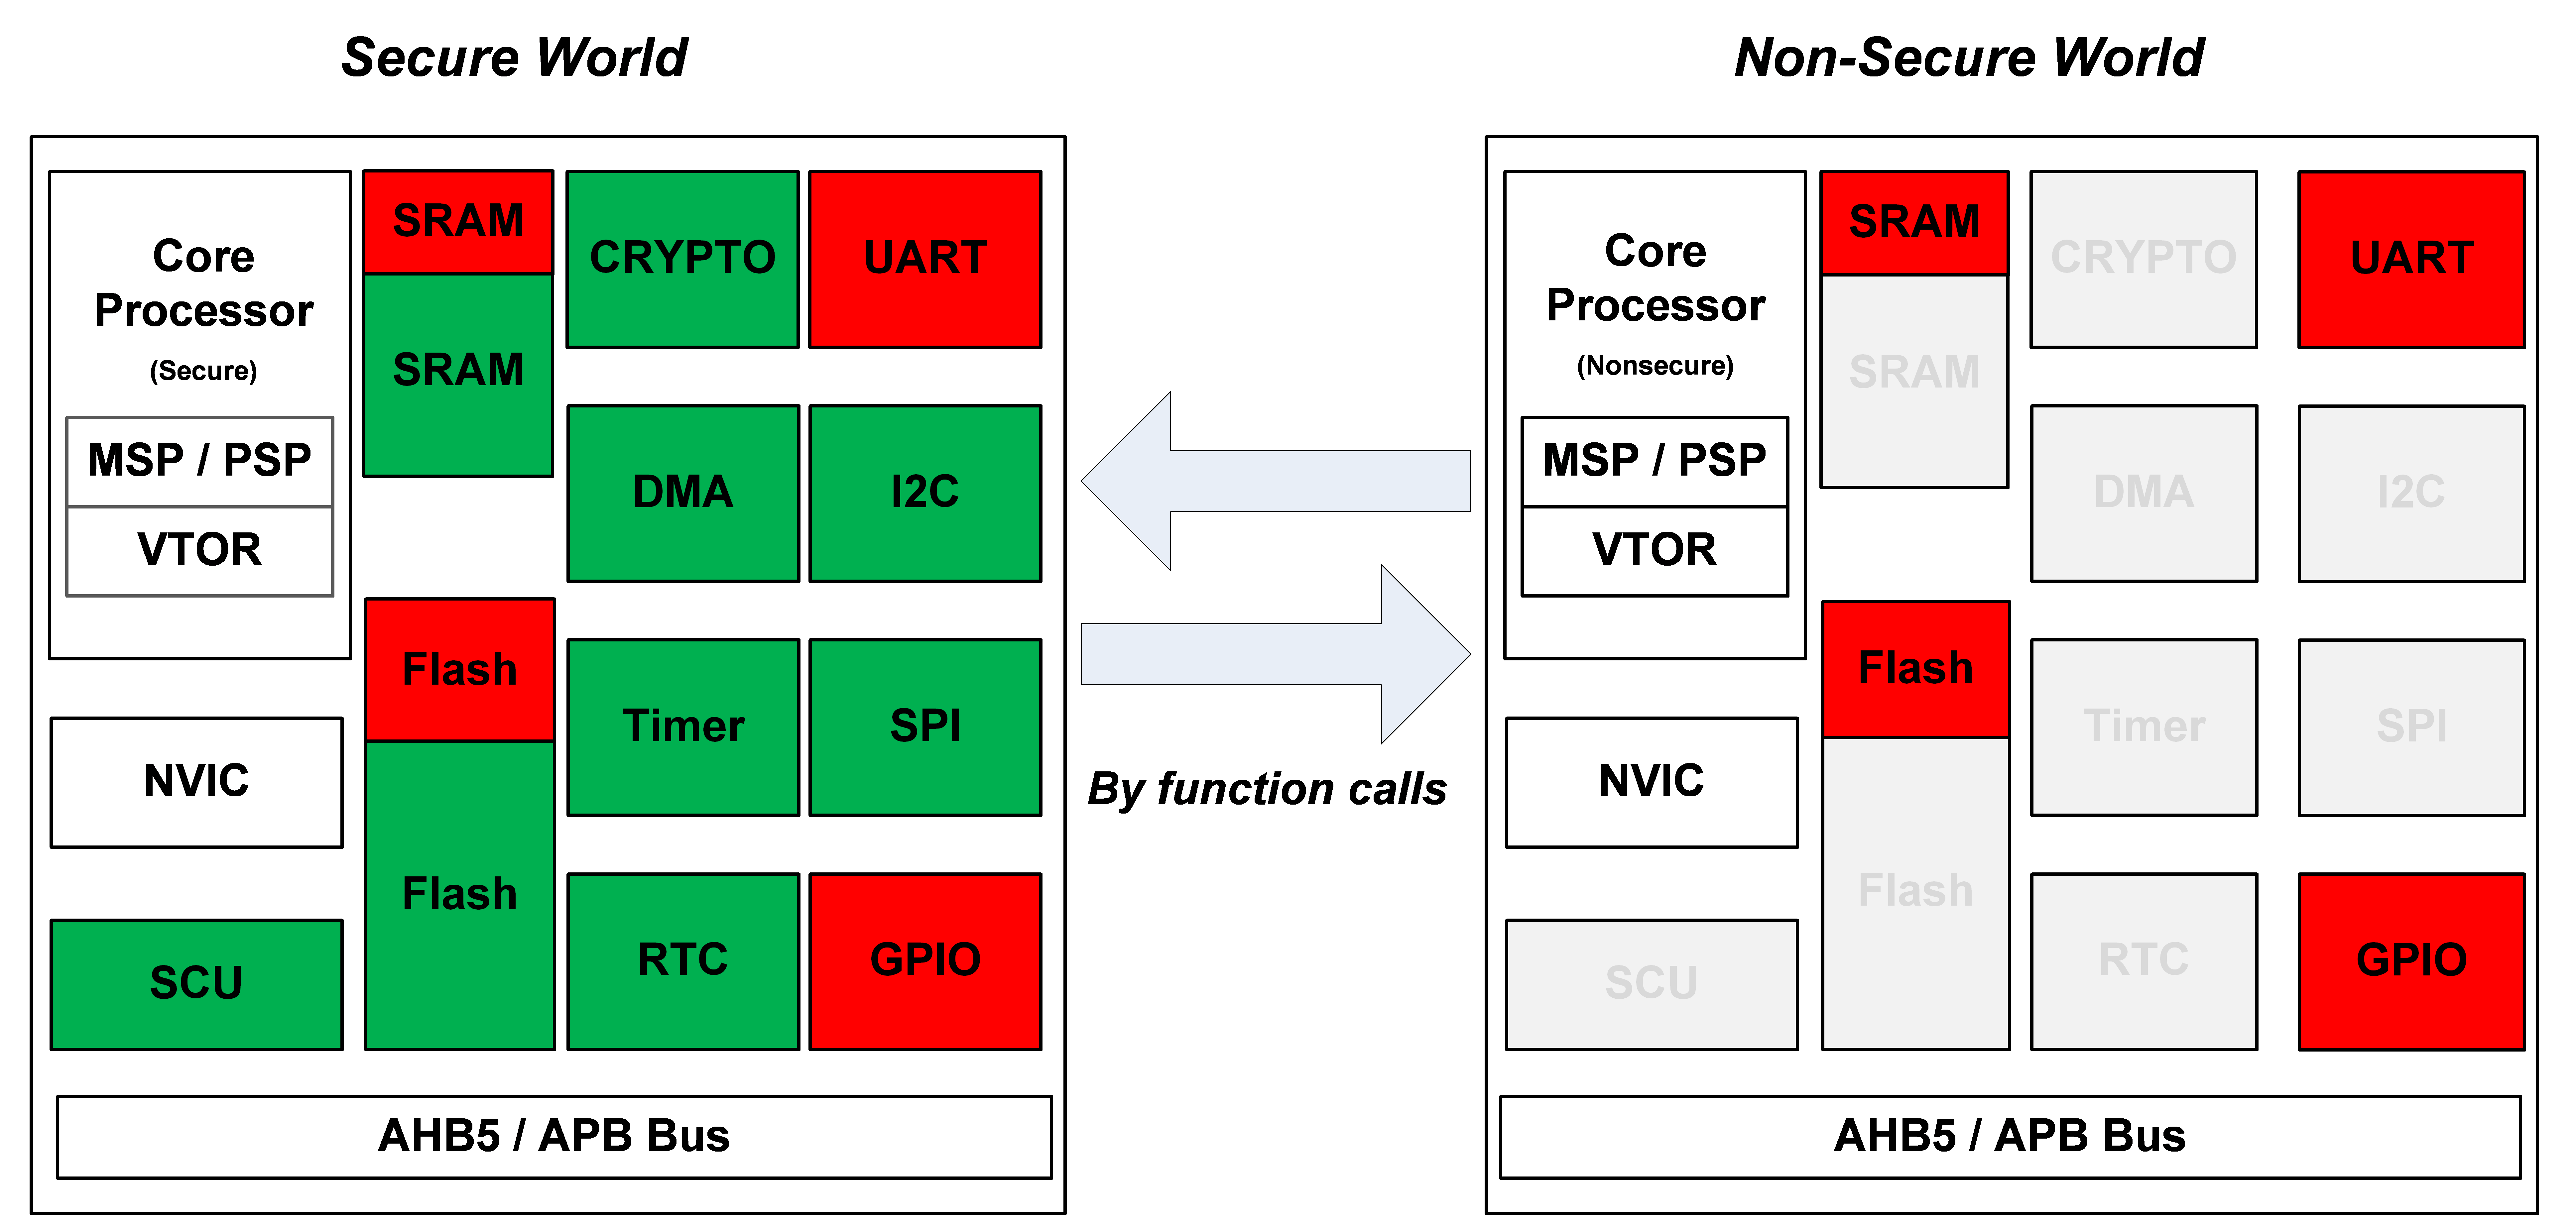 Secure World
Non-Secure World
Core
Processor
(Secure)
MSP / PSP
VTOR
NVIC
SCU
SRAM
SRAM
Flash
Flash
CRYPTO
UART
DMA
I2C
Timer
SPI
RTC
GPIO
AHB5 / APB Bus
By function calls
Core
Processor
(Nonsecure)
MSP / PSP
VTOR
NVIC
SCU
SRAM
SRAM
Flash
Flash
CRYPTO
UART
DMA
I2C
Timer
SPI
RTC
GPIO
AHB5 / APB Bus